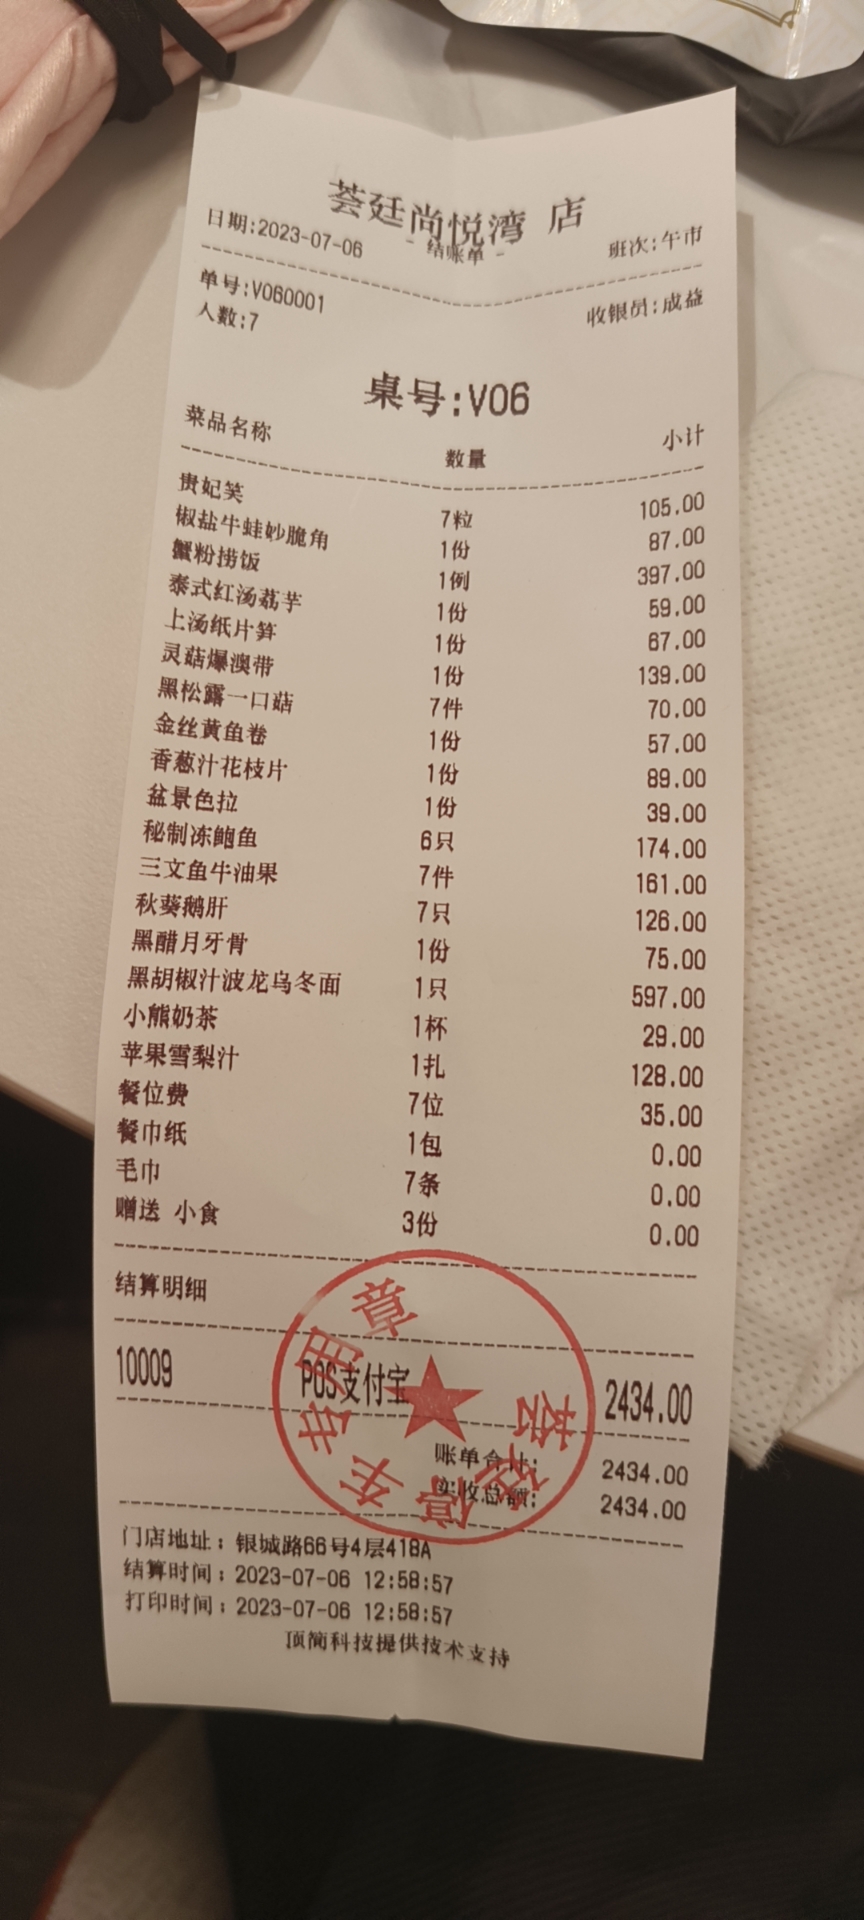 荟廷尚悦湾 店
- 结账单 -
日期:2023-07-06 班次:午市
单号:V060001 收银员:成益
人数:7
桌号:V06
菜品名称 数量 小计
贵妃笑 7粒 105.00
椒盐牛蛙妙脆角 1份 87.00
蟹粉捞饭 1例 397.00
泰式红汤荔芋 1份 59.00
上汤纸片笋 1份 67.00
灵菇爆澳带 1份 139.00
黑松露一口菇 7件 70.00
金丝黄鱼卷 1份 57.00
香葱汁花枝片 1份 89.00
盆景色拉 1份 39.00
秘制冻鲍鱼 6只 174.00
三文鱼牛油果 7件 161.00
秋葵鹅肝 7只 126.00
黑醋月牙骨 1份 75.00
黑胡椒汁波龙乌冬面 1只 597.00
小熊奶茶 1杯 29.00
苹果雪梨汁 1扎 128.00
餐位费 7位 35.00
餐巾纸 1包 0.00
毛巾 7条 0.00
赠送 小食 3份 0.00
结算明细
10009 POS支付宝 2434.00
账单合计: 2434.00
实收总额: 2434.00
停车专用章
门店地址: 银城路66号4层418A
结算时间: 2023-07-06 12:58:57
打印时间: 2023-07-06 12:58:57
顶简科技提供技术支持